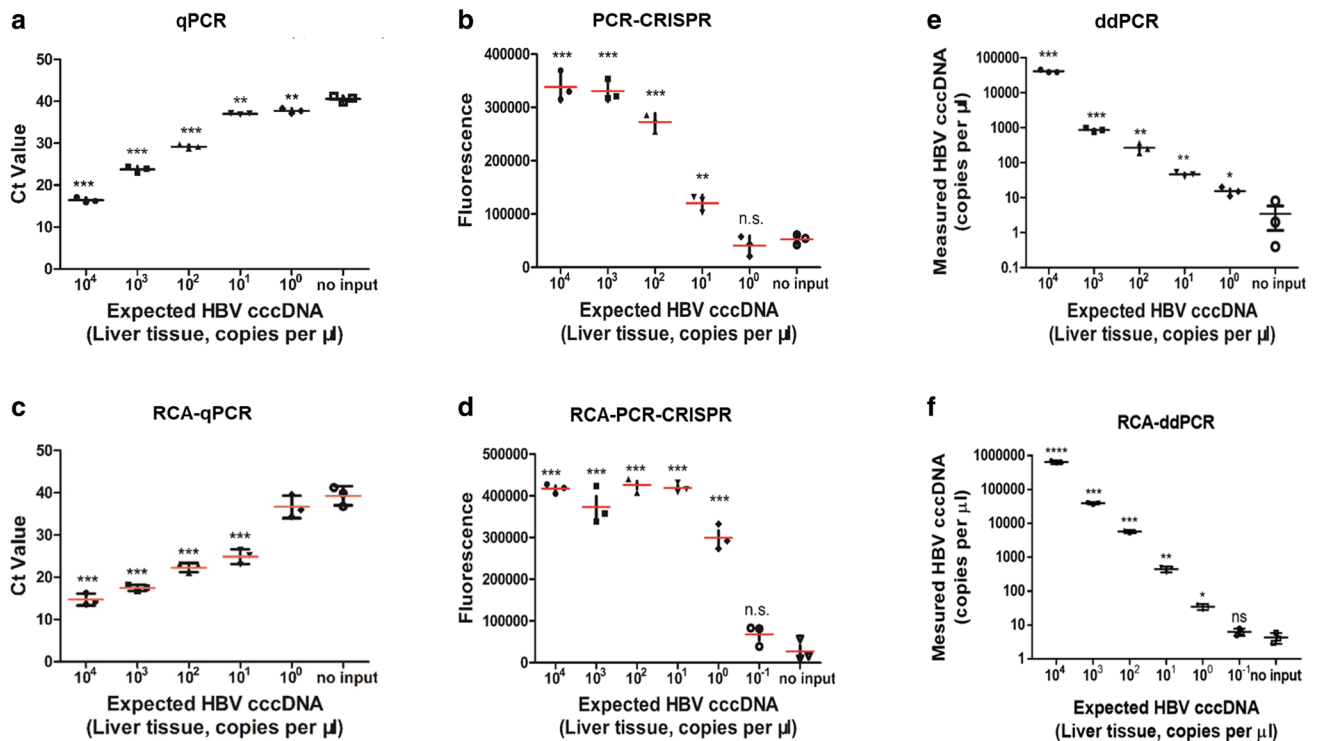 a
qPCR
50
40
30
20
10
0
Ct Value
***
***
***
**
**
10⁴ 10³ 10² 10¹ 10⁰ no input
Expected HBV cccDNA
(Liver tissue, copies per µl)
b
PCR-CRISPR
400000
300000
200000
100000
0
Fluorescence
***
***
***
**
n.s.
10⁴ 10³ 10² 10¹ 10⁰ no input
Expected HBV cccDNA
(Liver tissue, copies per µl)
e
ddPCR
100000
10000
1000
100
10
1
0.1
Measured HBV cccDNA
(copies per µl)
***
***
**
**
*
10⁴ 10³ 10² 10¹ 10⁰ no input
Expected HBV cccDNA
(Liver tissue, copies per µl)
c
RCA-qPCR
50
40
30
20
10
0
Ct Value
***
***
***
***
10⁴ 10³ 10² 10¹ 10⁰ no input
Expected HBV cccDNA
(Liver tissue, copies per µl)
d
RCA-PCR-CRISPR
500000
400000
300000
200000
100000
0
Fluorescence
***
***
***
***
***
n.s.
10⁴ 10³ 10² 10¹ 10⁰ 10⁻¹ no input
Expected HBV cccDNA
(Liver tissue, copies per µl)
f
RCA-ddPCR
1000000
100000
10000
1000
100
10
1
Mesured HBV cccDNA
(copies per µl)
****
***
***
**
*
ns
10⁴ 10³ 10² 10¹ 10⁰ 10⁻¹ no input
Expected HBV cccDNA
(Liver tissue, copies per µl)